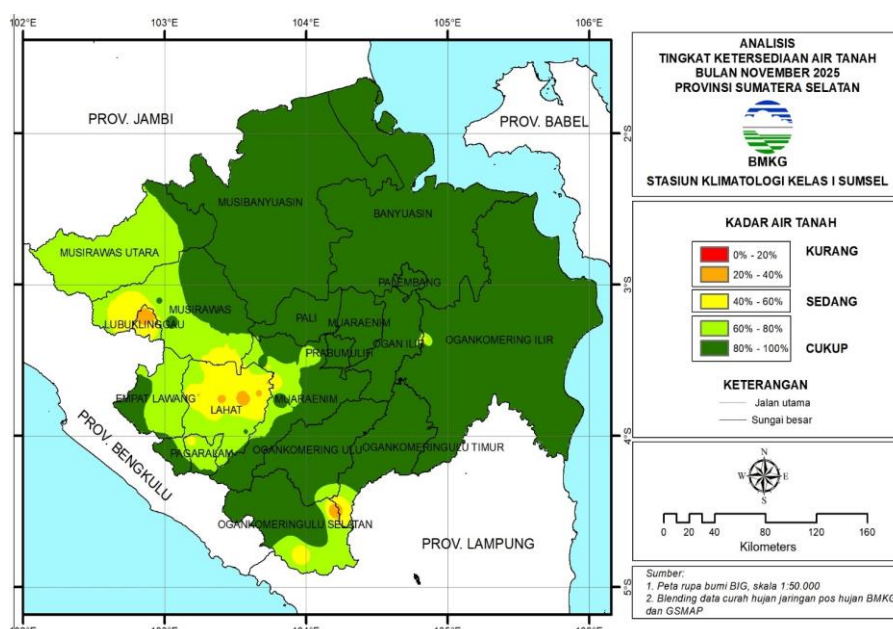 102°E
103°E
104°E
105°E
106°E
ANALISIS
TINGKAT KETERSEDIAAN AIR TANAH
BULAN NOVEMBER 2025
PROVINSI SUMATERA SELATAN
BMKG
STASIUN KLIMATOLOGI KELAS I SUMSEL
PROV. JAMBI
PROV. BABEL
2°S
MUSIBANYUASIN
BANYUASIN
MUSIRAWAS UTARA
PALEMBANG
3°S
MUSIRAWAS
LUBUKLINGGAU
PALI
MUARAENIM
OGAN ILIR
OGANKOMERING ILIR
PRABUMULIH
EMPAT LAWANG
LAHAT
MUARAENIM
4°S
PAGARALAM
OGANKOMERING ULU
OGANKOMERINGULU TIMUR
PROV. BENGKULU
OGANKOMERINGULU SELATAN
PROV. LAMPUNG
5°S
102°E
103°E
104°E
105°E
106°E
KADAR AIR TANAH
0% - 20%
KURANG
20% - 40%
40% - 60%
SEDANG
60% - 80%
80% - 100%
CUKUP
KETERANGAN
Jalan utama
Sungai besar
N
W
E
S
0 20 40 80 120 160
Kilometers
Sumber:
1. Peta rupa bumi BIG, skala 1:50.000
2. Blending data curah hujan jaringan pos hujan BMKG
dan GSMAP